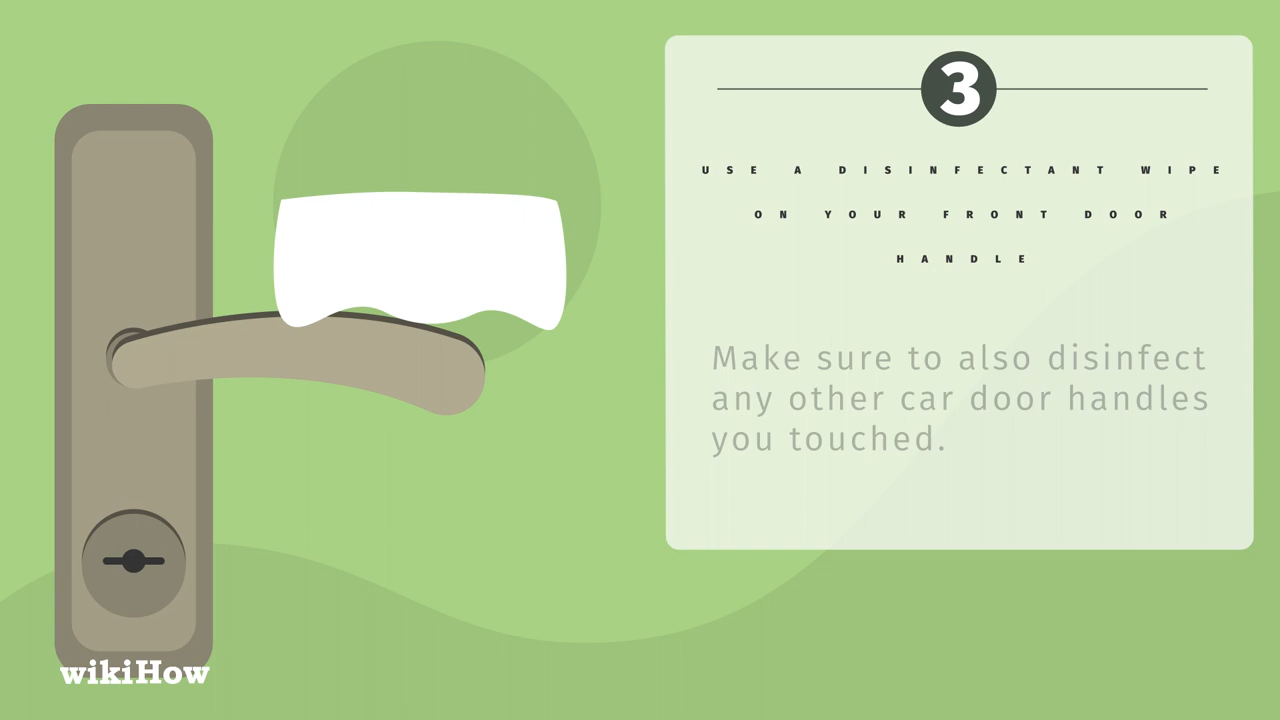 3
USE A DISINFECTANT WIPE
ON YOUR FRONT DOOR
HANDLE
Make sure to also disinfect
any other car door handles
you touched.
wikiHow